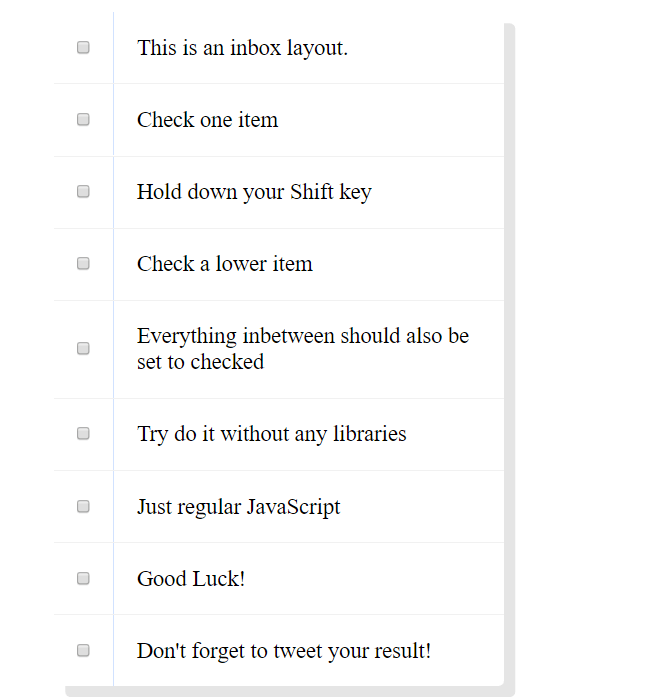 This is an inbox layout.
Check one item
Hold down your Shift key
Check a lower item
Everything inbetween should also be
set to checked
Try do it without any libraries
Just regular JavaScript
Good Luck!
Don't forget to tweet your result!